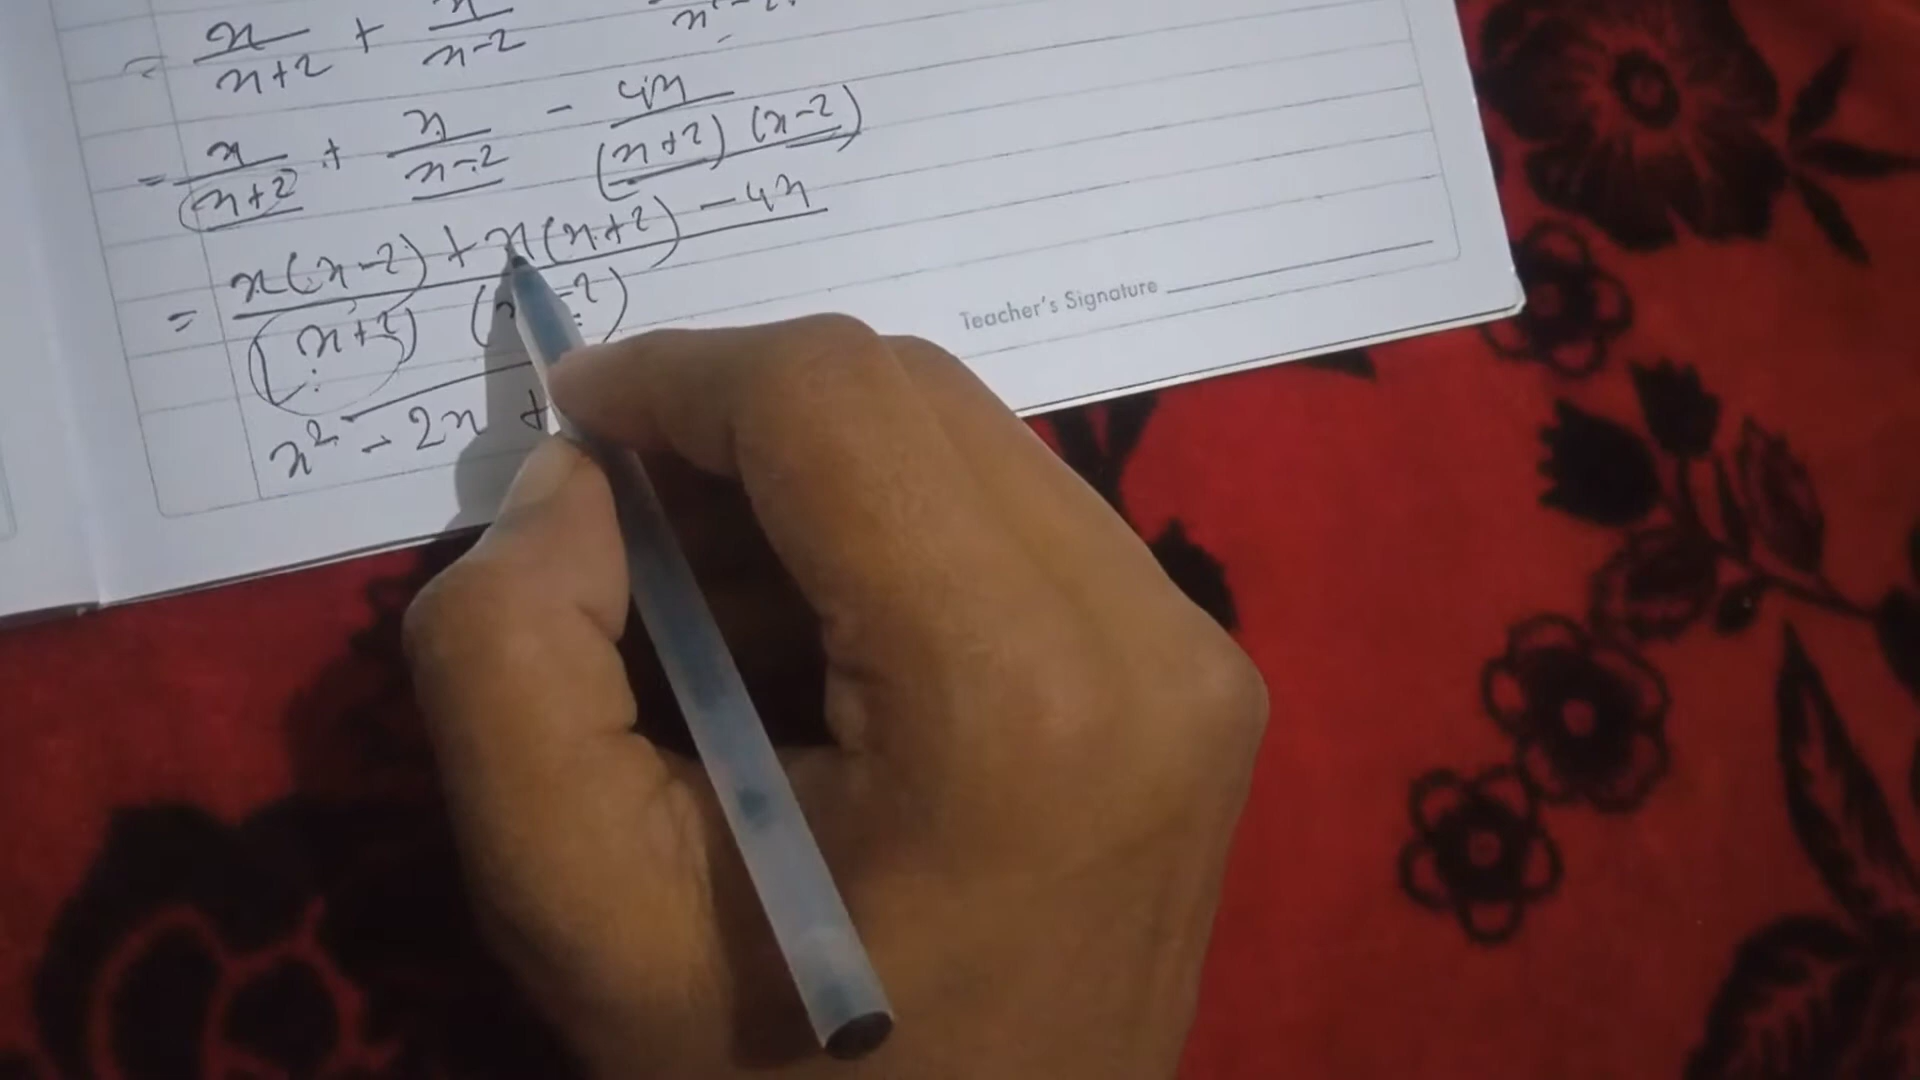 = x/(x+2) + x/(x-2)
= x/(x+2) + x/(x-2) - 4x/((x+2)(x-2))
= (x(x-2) + x(x+2) - 4x)/((x+2)(x-2))
x² - 2x +
Teacher's Signature